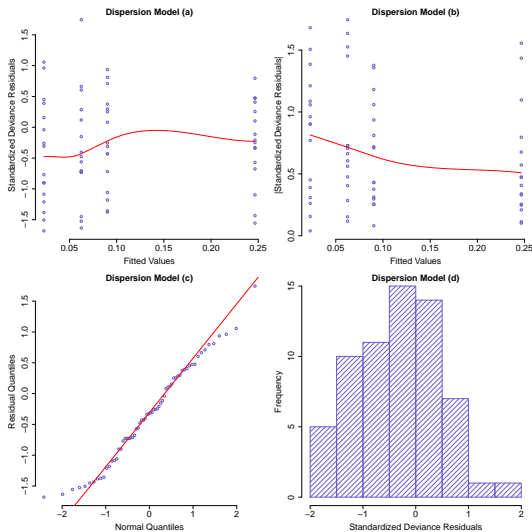 Dispersion Model (a)
Standardized Deviance Residuals
1.5
1.0
0.5
0.0
-0.5
-1.0
-1.5
0.05 0.10 0.15 0.20 0.25
Fitted Values
Dispersion Model (b)
|Standardized Deviance Residuals|
1.5
1.0
0.5
0.0
0.05 0.10 0.15 0.20 0.25
Fitted Values
Dispersion Model (c)
Residual Quantiles
1.5
1.0
0.5
0.0
-0.5
-1.0
-1.5
-2 -1 0 1 2
Normal Quantiles
Dispersion Model (d)
Frequency
15
10
5
0
-2 -1 0 1 2
Standardized Deviance Residuals